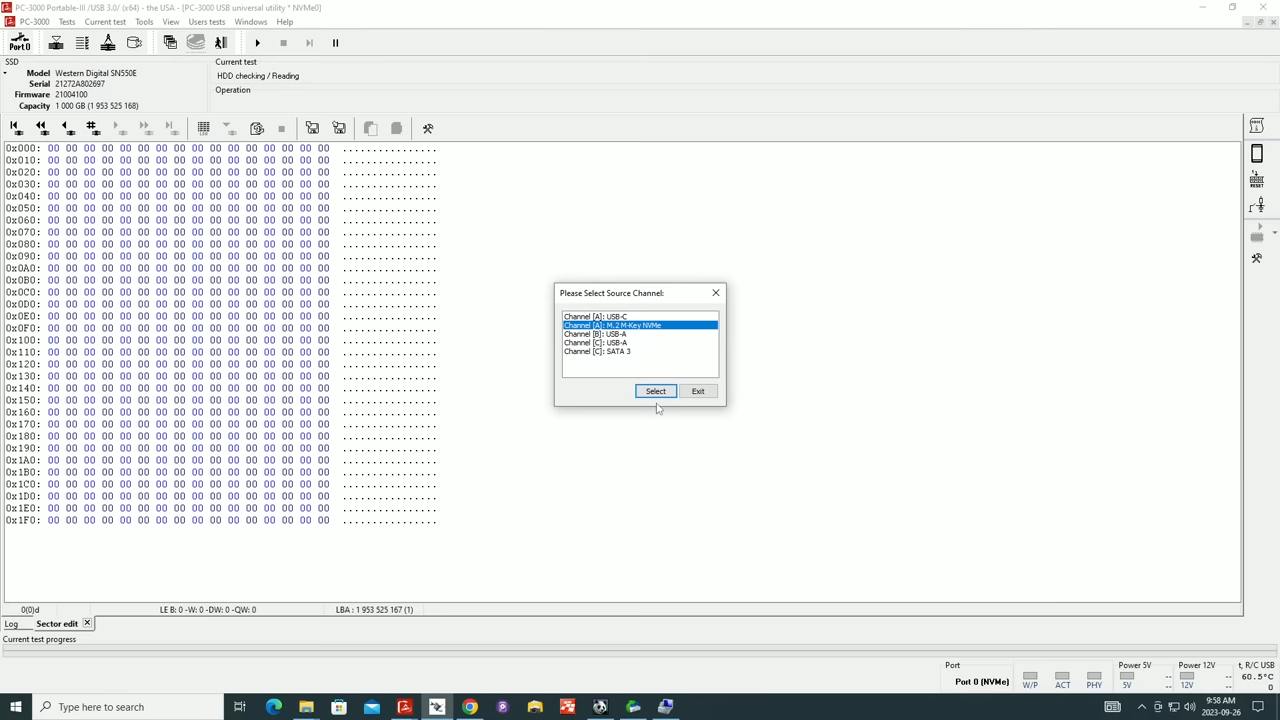 PC-3000 Portable-III /USB 3.0/ (x64) - the USA - [PC-3000 USB universal utility * NVMe0]
PC-3000 Tests Current test Tools View Users tests Windows Help
Port0
SSD
Model Western Digital SN550E
Serial 21272A802697
Firmware 21004100
Capacity 1 000 GB (1 953 525 168)
Current test
HDD checking / Reading
Operation
RESET
0x000: 00 00 00 00 00 00 00 00 00 00 00 00 00 00 00 00 ................
0x010: 00 00 00 00 00 00 00 00 00 00 00 00 00 00 00 00 ................
0x020: 00 00 00 00 00 00 00 00 00 00 00 00 00 00 00 00 ................
0x030: 00 00 00 00 00 00 00 00 00 00 00 00 00 00 00 00 ................
0x040: 00 00 00 00 00 00 00 00 00 00 00 00 00 00 00 00 ................
0x050: 00 00 00 00 00 00 00 00 00 00 00 00 00 00 00 00 ................
0x060: 00 00 00 00 00 00 00 00 00 00 00 00 00 00 00 00 ................
0x070: 00 00 00 00 00 00 00 00 00 00 00 00 00 00 00 00 ................
0x080: 00 00 00 00 00 00 00 00 00 00 00 00 00 00 00 00 ................
0x090: 00 00 00 00 00 00 00 00 00 00 00 00 00 00 00 00 ................
0x0A0: 00 00 00 00 00 00 00 00 00 00 00 00 00 00 00 00 ................
0x0B0: 00 00 00 00 00 00 00 00 00 00 00 00 00 00 00 00 ................
0x0C0: 00 00 00 00 00 00 00 00 00 00 00 00 00 00 00 00 ................
0x0D0: 00 00 00 00 00 00 00 00 00 00 00 00 00 00 00 00 ................
0x0E0: 00 00 00 00 00 00 00 00 00 00 00 00 00 00 00 00 ................
0x0F0: 00 00 00 00 00 00 00 00 00 00 00 00 00 00 00 00 ................
0x100: 00 00 00 00 00 00 00 00 00 00 00 00 00 00 00 00 ................
0x110: 00 00 00 00 00 00 00 00 00 00 00 00 00 00 00 00 ................
0x120: 00 00 00 00 00 00 00 00 00 00 00 00 00 00 00 00 ................
0x130: 00 00 00 00 00 00 00 00 00 00 00 00 00 00 00 00 ................
0x140: 00 00 00 00 00 00 00 00 00 00 00 00 00 00 00 00 ................
0x150: 00 00 00 00 00 00 00 00 00 00 00 00 00 00 00 00 ................
0x160: 00 00 00 00 00 00 00 00 00 00 00 00 00 00 00 00 ................
0x170: 00 00 00 00 00 00 00 00 00 00 00 00 00 00 00 00 ................
0x180: 00 00 00 00 00 00 00 00 00 00 00 00 00 00 00 00 ................
0x190: 00 00 00 00 00 00 00 00 00 00 00 00 00 00 00 00 ................
0x1A0: 00 00 00 00 00 00 00 00 00 00 00 00 00 00 00 00 ................
0x1B0: 00 00 00 00 00 00 00 00 00 00 00 00 00 00 00 00 ................
0x1C0: 00 00 00 00 00 00 00 00 00 00 00 00 00 00 00 00 ................
0x1D0: 00 00 00 00 00 00 00 00 00 00 00 00 00 00 00 00 ................
0x1E0: 00 00 00 00 00 00 00 00 00 00 00 00 00 00 00 00 ................
0x1F0: 00 00 00 00 00 00 00 00 00 00 00 00 00 00 00 00 ................
Please Select Source Channel:
Channel [A]: USB-C
Channel [A]: M.2 M-Key NVMe
Channel [B]: USB-A
Channel [C]: USB-A
Channel [C]: SATA 3
Select Exit
0(0)d LE B: 0 -W: 0 -DW: 0 -QW: 0 LBA : 1 953 525 167 (1)
Log Sector edit
Current test progress
Port Power 5V Power 12V t, R/C USB
Port 0 (NVMe) W/P ACT PHY 5V -- -- 12V -- -- 60.5°C 0
Type here to search
9:58 AM
2023-09-26